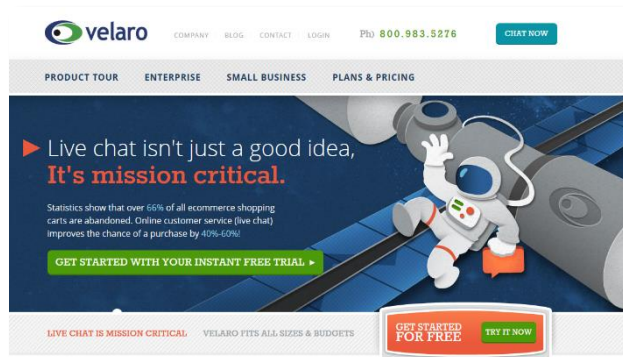 velaro
COMPANY BLOG CONTACT LOGIN
Ph) 800.983.5276
CHAT NOW
PRODUCT TOUR ENTERPRISE SMALL BUSINESS PLANS & PRICING
Live chat isn't just a good idea,
It's mission critical.
Statistics show that over 66% of all ecommerce shopping
carts are abandoned. Online customer service (live chat)
improves the chance of a purchase by 40%-60%!
GET STARTED WITH YOUR INSTANT FREE TRIAL ►
LIVE CHAT IS MISSION CRITICAL VELARO FITS ALL SIZES & BUDGETS
GET STARTED
FOR FREE
TRY IT NOW